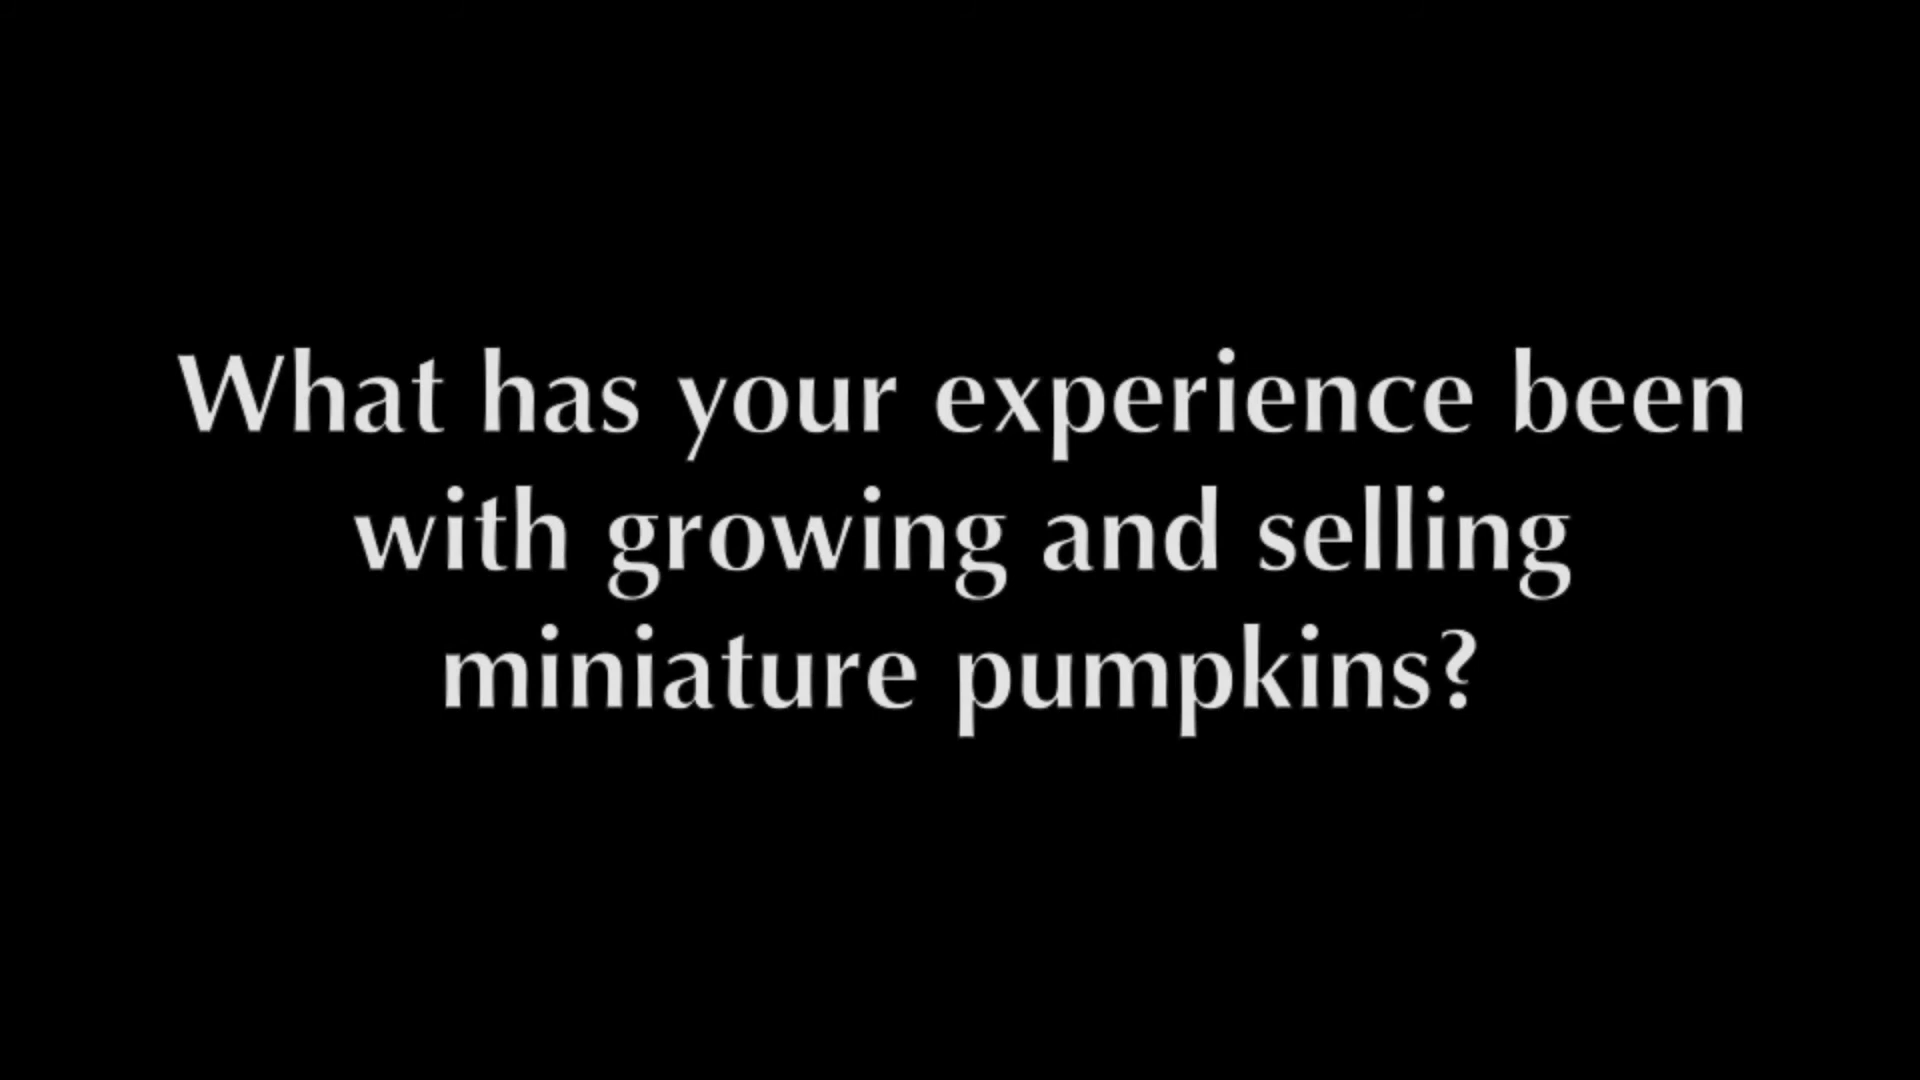 What has your experience been
with growing and selling
miniature pumpkins?